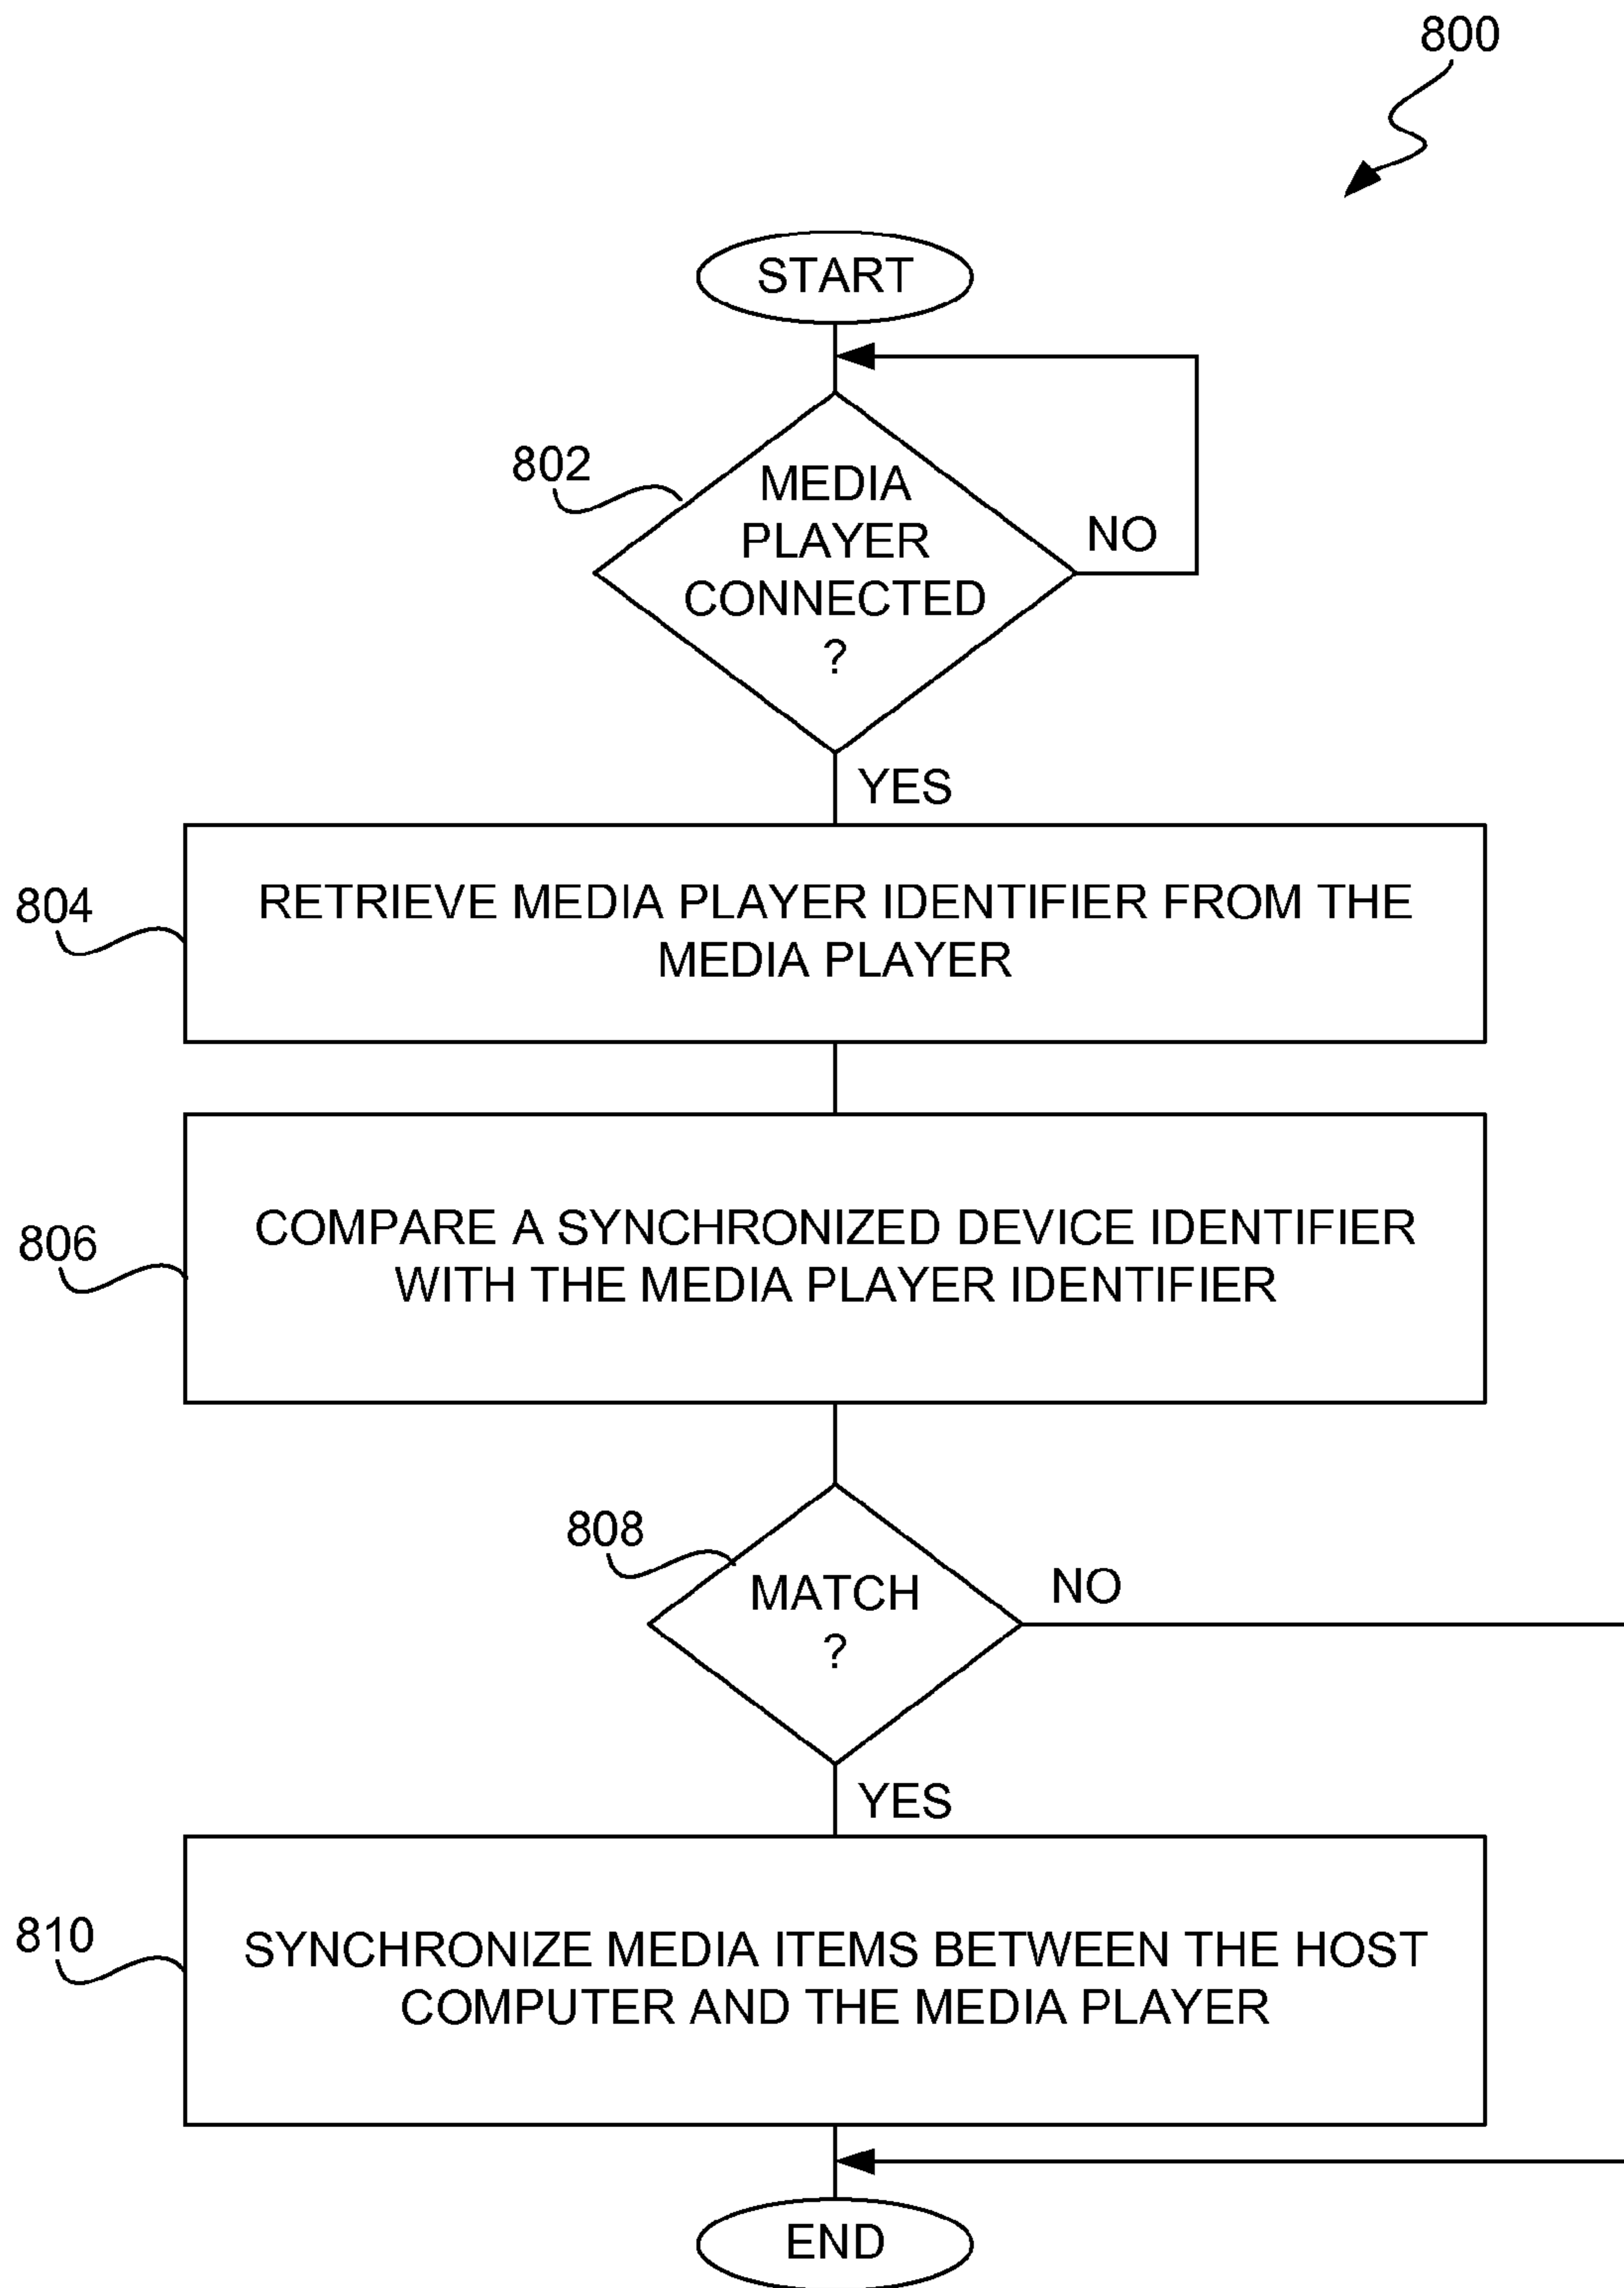 800
START
802
MEDIA
PLAYER
CONNECTED
?
NO
YES
804
RETRIEVE MEDIA PLAYER IDENTIFIER FROM THE
MEDIA PLAYER
806
COMPARE A SYNCHRONIZED DEVICE IDENTIFIER
WITH THE MEDIA PLAYER IDENTIFIER
808
MATCH
?
NO
YES
810
SYNCHRONIZE MEDIA ITEMS BETWEEN THE HOST
COMPUTER AND THE MEDIA PLAYER
END